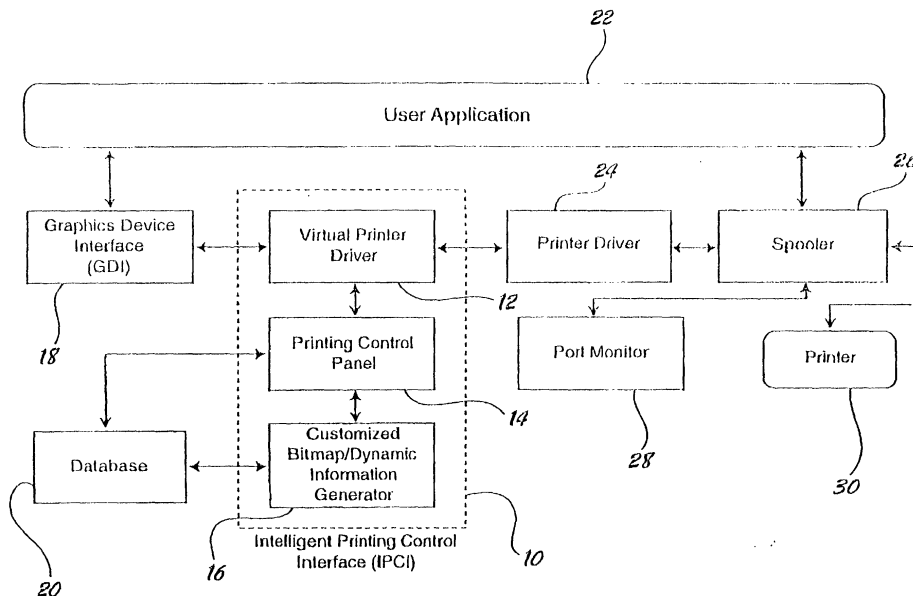 22
User Application
24
26
Graphics Device
Interface
(GDI)
Virtual Printer
Driver
Printer Driver
Spooler
18
12
Printing Control
Panel
Port Monitor
Printer
14
28
30
Database
Customized
Bitmap/Dynamic
Information
Generator
20
16
10
Intelligent Printing Control
Interface (IPCI)